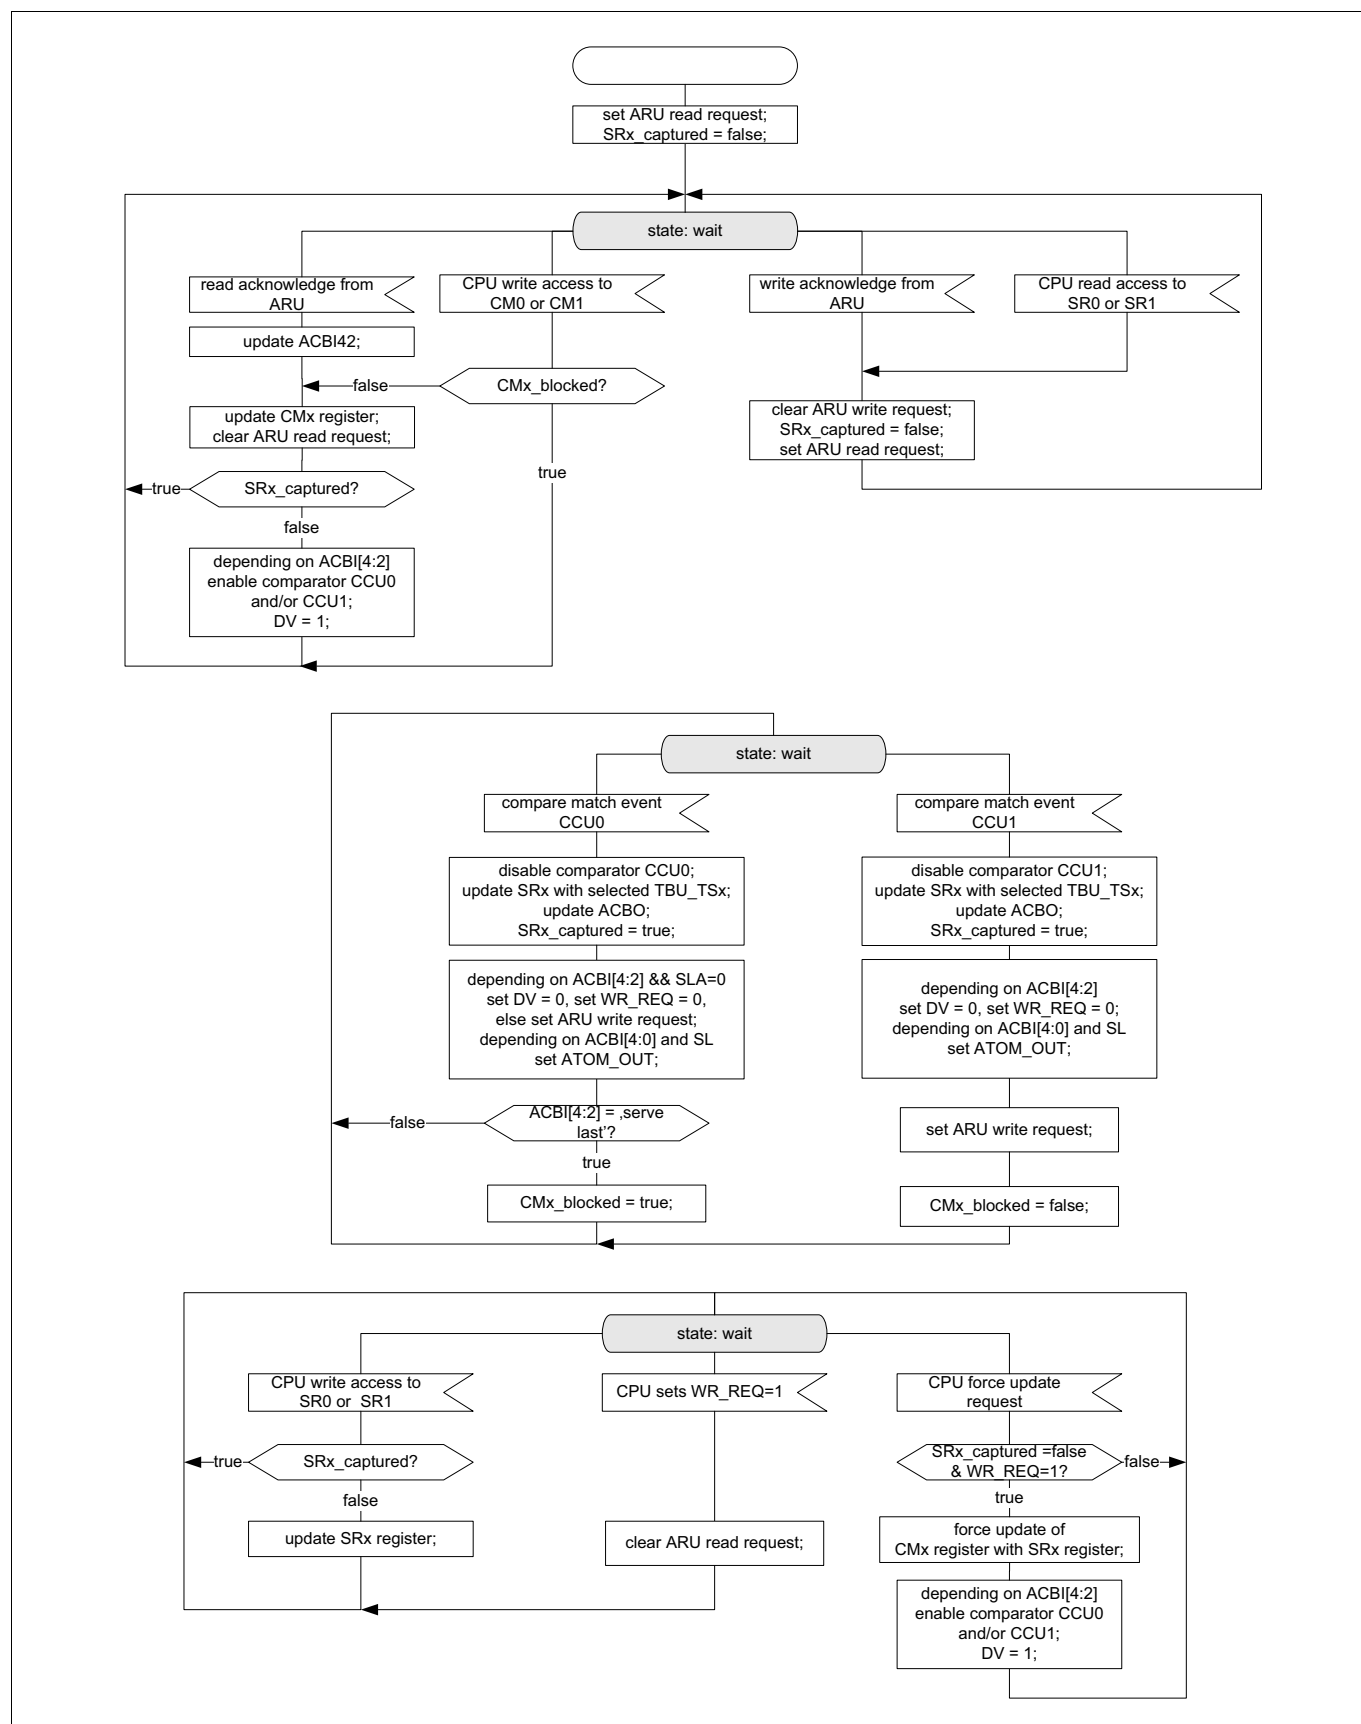 set ARU read request;
SRx_captured = false;
state: wait
read acknowledge from
ARU
CPU write access to
CM0 or CM1
write acknowledge from
ARU
CPU read access to
SR0 or SR1
update ACBI42;
false
CMx_blocked?
update CMx register;
clear ARU read request;
clear ARU write request;
SRx_captured = false;
set ARU read request;
true
true
SRx_captured?
false
depending on ACBI[4:2]
enable comparator CCU0
and/or CCU1;
DV = 1;
state: wait
compare match event
CCU0
compare match event
CCU1
disable comparator CCU0;
update SRx with selected TBU_TSx;
update ACBO;
SRx_captured = true;
disable comparator CCU1;
update SRx with selected TBU_TSx;
update ACBO;
SRx_captured = true;
depending on ACBI[4:2] && SLA=0
set DV = 0, set WR_REQ = 0,
else set ARU write request;
depending on ACBI[4:0] and SL
set ATOM_OUT;
depending on ACBI[4:2]
set DV = 0, set WR_REQ = 0;
depending on ACBI[4:0] and SL
set ATOM_OUT;
false
ACBI[4:2] = ‚serve
last’?
set ARU write request;
true
CMx_blocked = true;
CMx_blocked = false;
state: wait
CPU write access to
SR0 or  SR1
CPU sets WR_REQ=1
CPU force update
request
true
SRx_captured?
SRx_captured =false
& WR_REQ=1?
false
false
true
update SRx register;
clear ARU read request;
force update of
CMx register with SRx register;
depending on ACBI[4:2]
enable comparator CCU0
and/or CCU1;
DV = 1;